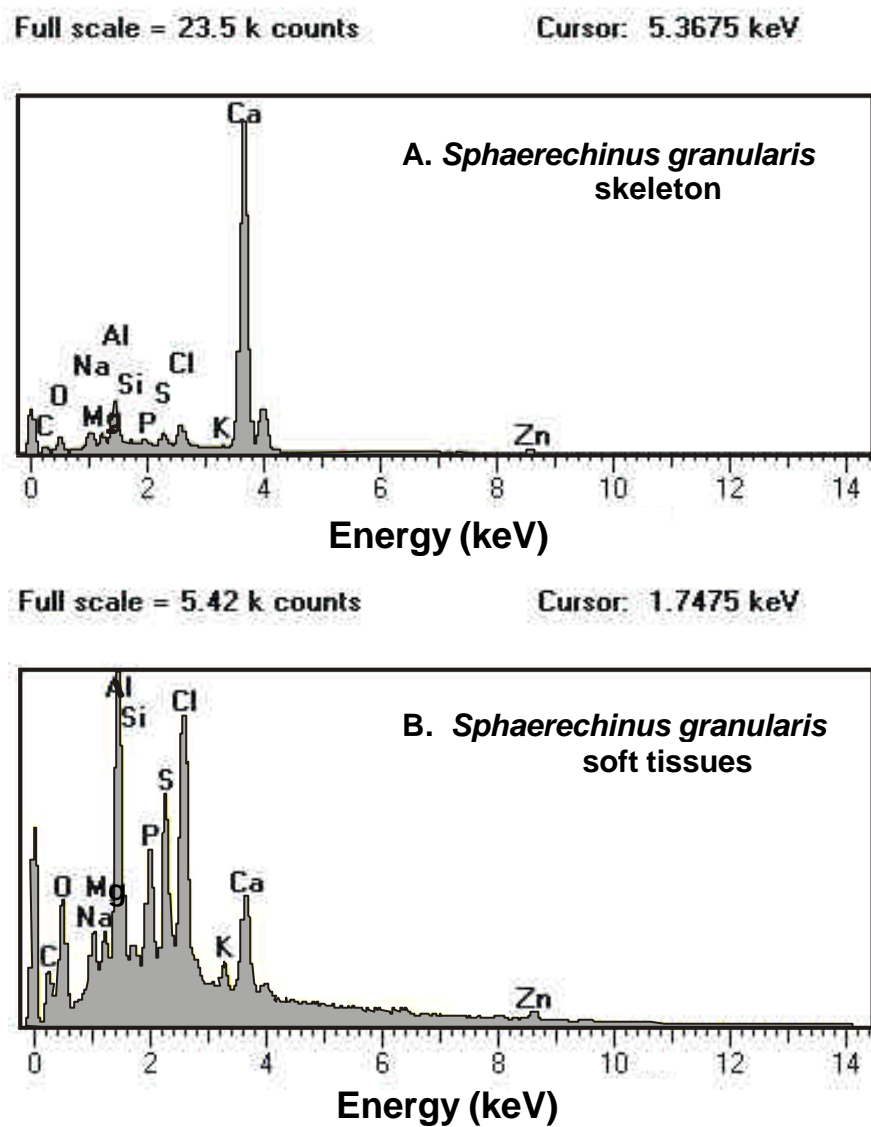 Full scale = 23.5 k counts Cursor: 5.3675 keV
A. Sphaerechinus granularis
skeleton
Ca
Al
Na Cl
O Si S
C Mg P K Zn
0 2 4 6 8 10 12 14
Energy (keV)
Full scale = 5.42 k counts Cursor: 1.7475 keV
B. Sphaerechinus granularis
soft tissues
Al Cl
Si
S
P
O Mg Ca
Na
C K
Zn
0 2 4 6 8 10 12 14
Energy (keV)